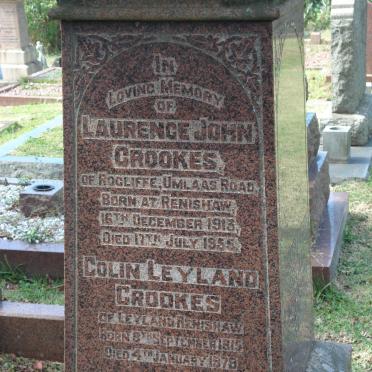 IN
LOVING MEMORY
OF
LAURENCE JOHN
CROOKES,
OF ROCLIFFE, UMLAAS ROAD,
BORN AT RENISHAW,
16TH DECEMBER 1913,
DIED 17TH JULY 1955.
COLIN LEYLAND
CROOKES
OF LEYLAND RENISHAW
BORN 8TH SEPTEMBER
DIED 4TH JANUARY 1978